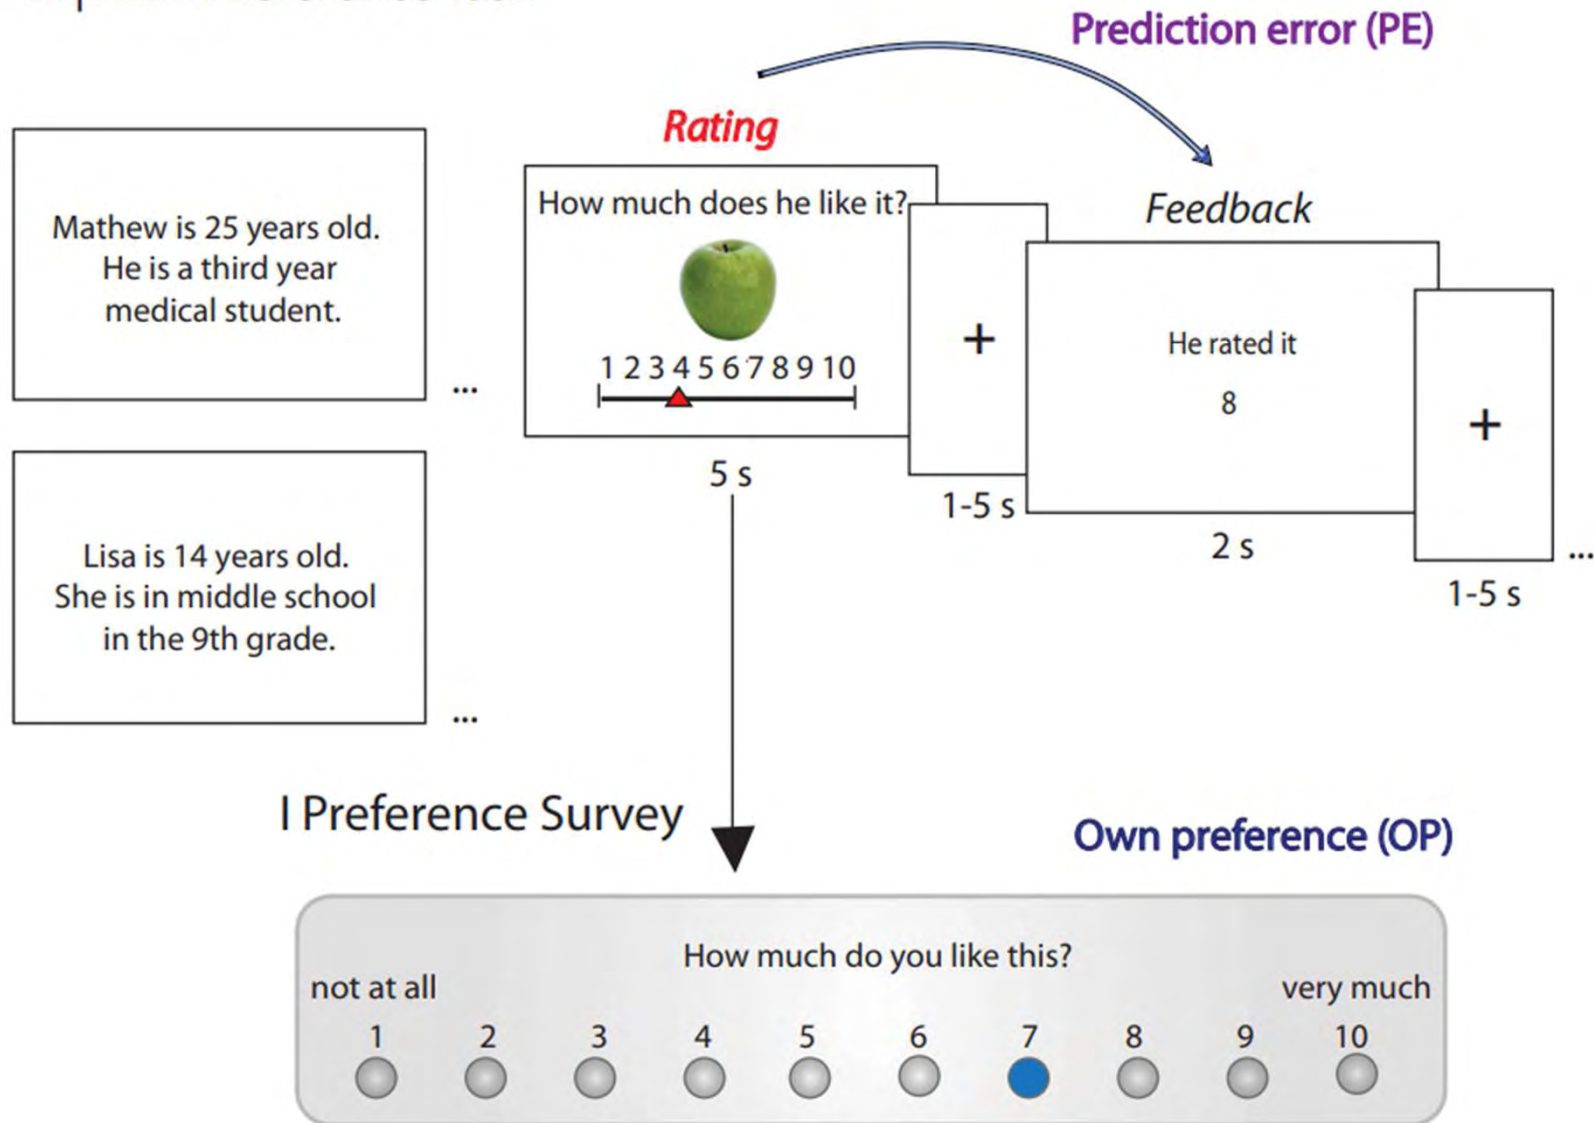 Prediction error (PE)
Rating
Mathew is 25 years old.
He is a third year
medical student.
...
How much does he like it?
1 2 3 4 5 6 7 8 9 10
5 s
+
1-5 s
Feedback
He rated it
8
2 s
+
1-5 s
...
Lisa is 14 years old.
She is in middle school
in the 9th grade.
...
I Preference Survey
Own preference (OP)
How much do you like this?
not at all
very much
1 2 3 4 5 6 7 8 9 10